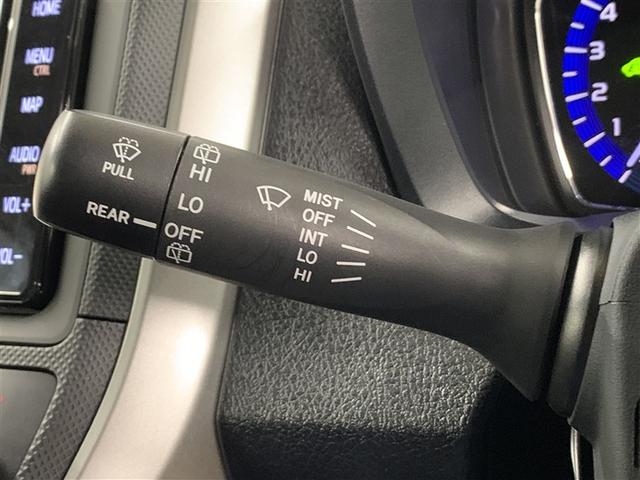 HOME
MENU
CTRL
MAP
AUDIO
VOL+
VOL-
PULL
REAR
HI
LO
OFF
MIST
OFF
INT
LO
HI
4
3
2
1